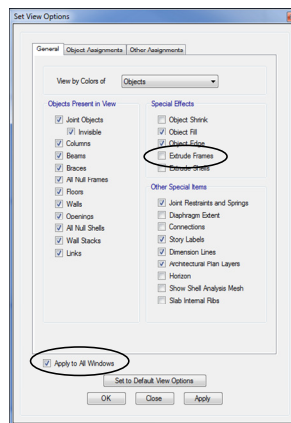 Set View Options
General Object Assignments Other Assignments
View by Colors of Objects
Objects Present in View
Joint Objects
Invisible
Columns
Beams
Braces
All Null Frames
Floors
Walls
Openings
All Null Shells
Wall Stacks
Links
Special Effects
Object Shrink
Object Fill
Object Edge
Extrude Frames
Extrude Shells
Other Special Items
Joint Restraints and Springs
Diaphragm Extent
Connections
Story Labels
Dimension Lines
Architectural Plan Layers
Horizon
Show Shell Analysis Mesh
Slab Internal Ribs
Apply to All Windows
Set to Default View Options
OK Close Apply